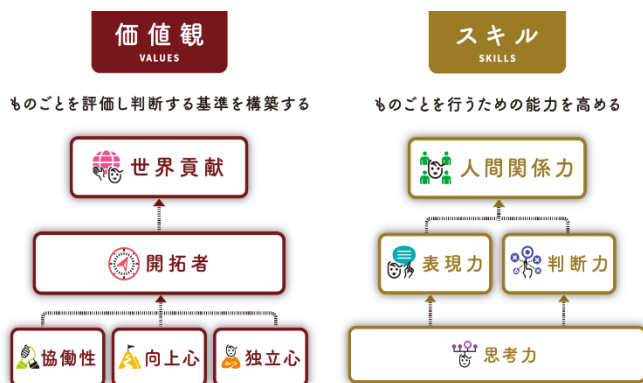 価値観
VALUES
ものごとを評価し判断する基準を構築する
世界貢献
開拓者
協働性
向上心
独立心
スキル
SKILLS
ものごとを行うための能力を高める
人間関係力
表現力
判断力
思考力